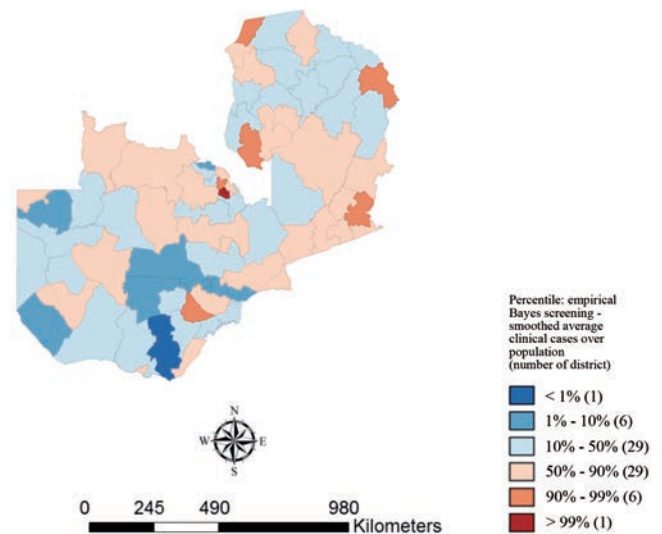 Percentile: empirical
Bayes screening -
smoothed average
clinical cases over
population
(number of district)
< 1% (1)
1% - 10% (6)
10% - 50% (29)
50% - 90% (29)
90% - 99% (6)
> 99% (1)
N
W E
S
0 245 490 980
Kilometers